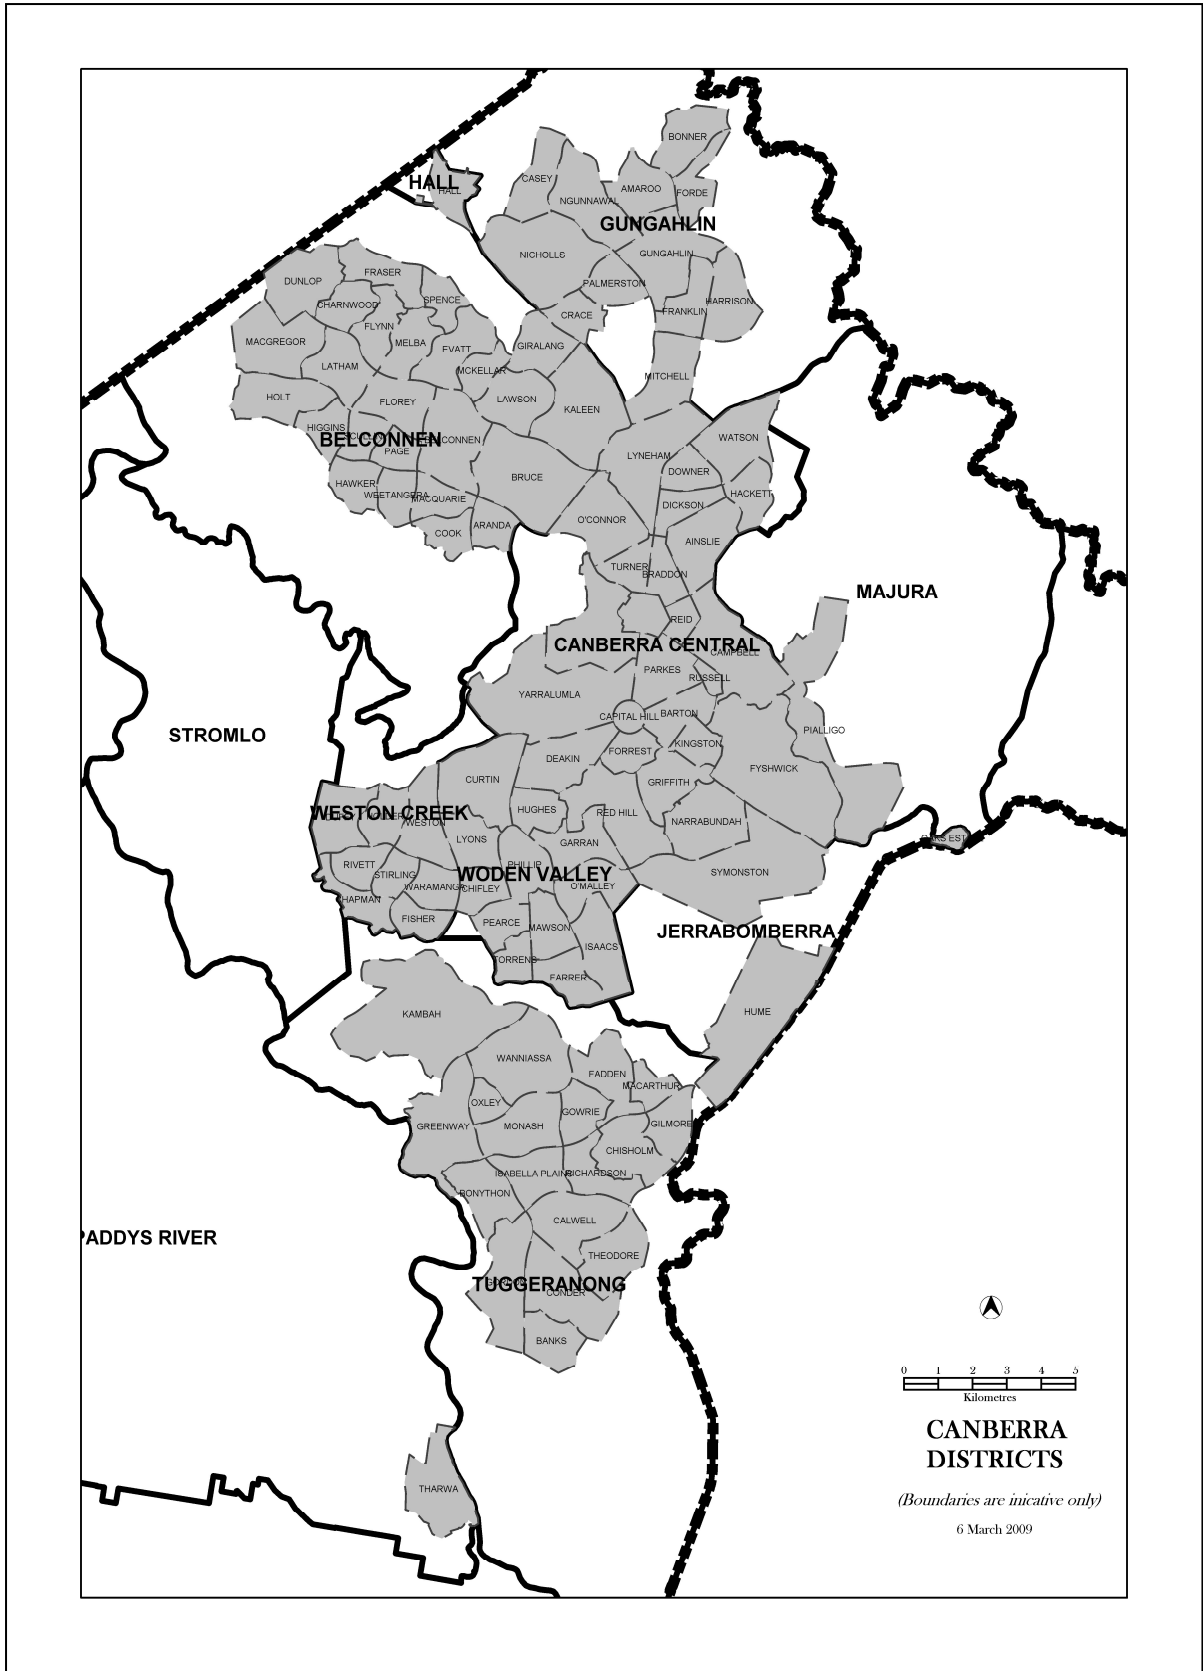 BONNER
HALL
HALL
CASEY
AMAROO
FORDE
NGUNNAWAL
GUNGAHLIN
NICHOLLS
GUNGAHLIN
DUNLOP
FRASER
PALMERSTON
SPENCE
HARRISON
CHARNWOOD
CRACE
FRANKLIN
FLYNN
MACGREGOR
MELBA
EVATT
GIRALANG
LATHAM
MCKELLAR
MITCHELL
HOLT
FLOREY
LAWSON
KALEEN
HIGGINS
BELCONNEN
BELCONNEN
WATSON
PAGE
LYNEHAM
DOWNER
BRUCE
HAWKER
WEETANGERA
MACQUARIE
HACKETT
DICKSON
COOK
ARANDA
O'CONNOR
AINSLIE
TURNER
BRADDON
MAJURA
REID
CANBERRA CENTRAL
CAMPBELL
PARKES
RUSSELL
YARRALUMLA
CAPITAL HILL
BARTON
STROMLO
PIALLIGO
FORREST
KINGSTON
DEAKIN
FYSHWICK
CURTIN
GRIFFITH
WESTON CREEK
HUGHES
RED HILL
WESTON
NARRABUNDAH
LYONS
GARRAN
RIVETT
PHILLIP
STIRLING
WODEN VALLEY
SYMONSTON
WARAMANGA
CHIFLEY
O'MALLEY
HAPMAN
FISHER
PEARCE
MAWSON
JERRABOMBERRA
ISAACS
TORRENS
FARRER
KAMBAH
HUME
WANNIASSA
FADDEN
MACARTHUR
OXLEY
GOWRIE
GREENWAY
MONASH
GILMORE
CHISHOLM
ISABELLA PLAINS
RICHARDSON
BONYTHON
CALWELL
PADDYS RIVER
THEODORE
TUGGERANONG
CONDER
BANKS
0 1 2 3 4 5
Kilometres
CANBERRA
DISTRICTS
(Boundaries are inicative only)
6 March 2009
THARWA